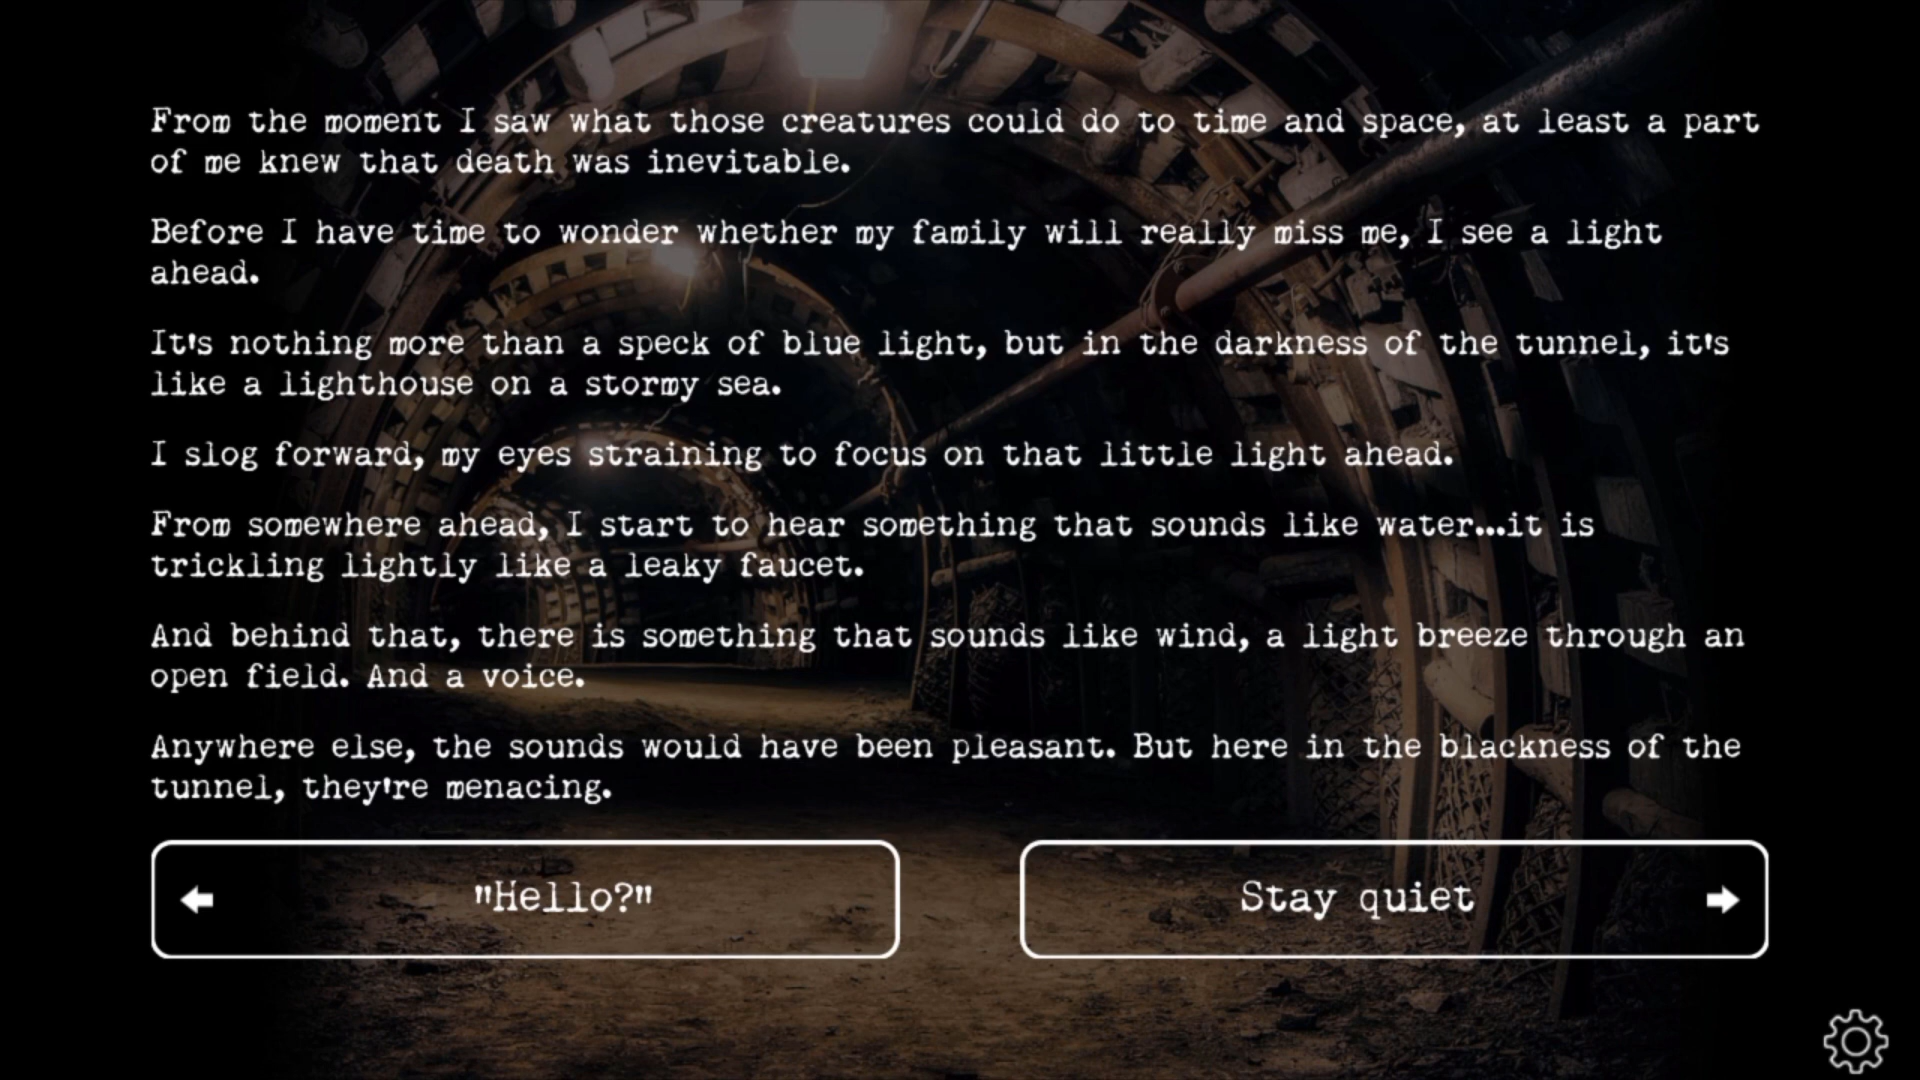 From the moment I saw what those creatures could do to time and space, at least a part
of me knew that death was inevitable.
Before I have time to wonder whether my family will really miss me, I see a light
ahead.
It's nothing more than a speck of blue light, but in the darkness of the tunnel, it's
like a lighthouse on a stormy sea.
I slog forward, my eyes straining to focus on that little light ahead.
From somewhere ahead, I start to hear something that sounds like water...it is
trickling lightly like a leaky faucet.
And behind that, there is something that sounds like wind, a light breeze through an
open field. And a voice.
Anywhere else, the sounds would have been pleasant. But here in the blackness of the
tunnel, they're menacing.
"Hello?"
Stay quiet